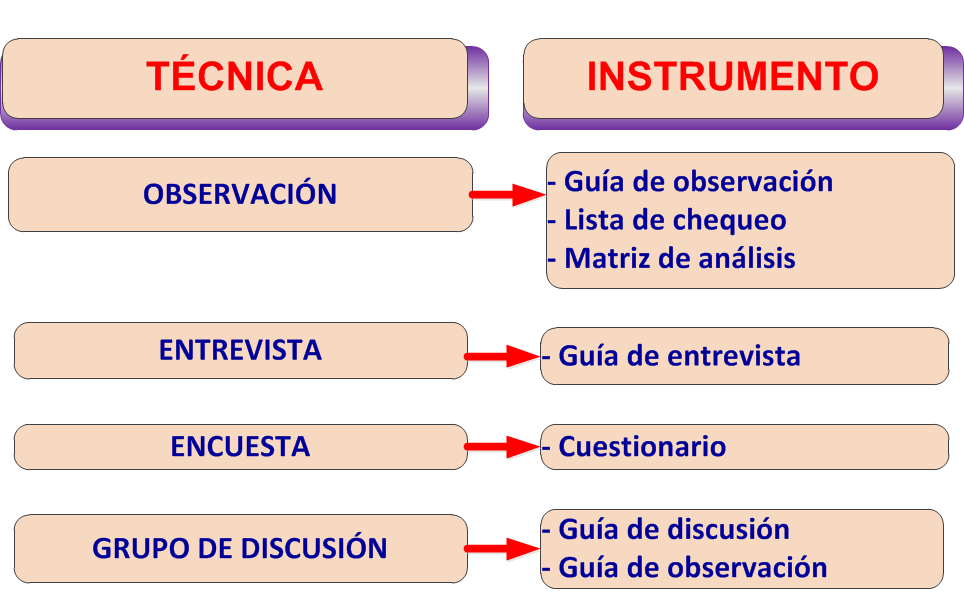 TÉCNICA
INSTRUMENTO
OBSERVACIÓN
- Guía de observación
- Lista de chequeo
- Matriz de análisis
ENTREVISTA
- Guía de entrevista
ENCUESTA
- Cuestionario
GRUPO DE DISCUSIÓN
- Guía de discusión
- Guía de observación